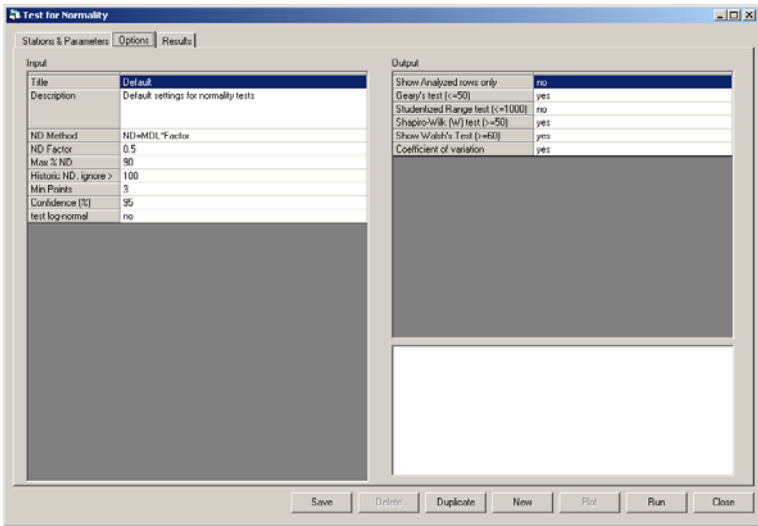 Test for Normality
Stations & Parameters Options Results
Input
Title Default
Description Default settings for normality tests
ND Method ND=MDL*Factor
ND Factor 0.5
Max % ND 90
Historic ND, ignore > 100
Min Points 3
Confidence (%) 95
test log-normal no
Output
Show Analyzed rows only no
Geary's test (<=50) yes
Studentized Range test (<=1000) no
Shapiro-Wilk (W) test (>=50) yes
Show Walsh's Test (>=60) yes
Coefficient of variation yes
Save Delete Duplicate New Plot Run Close